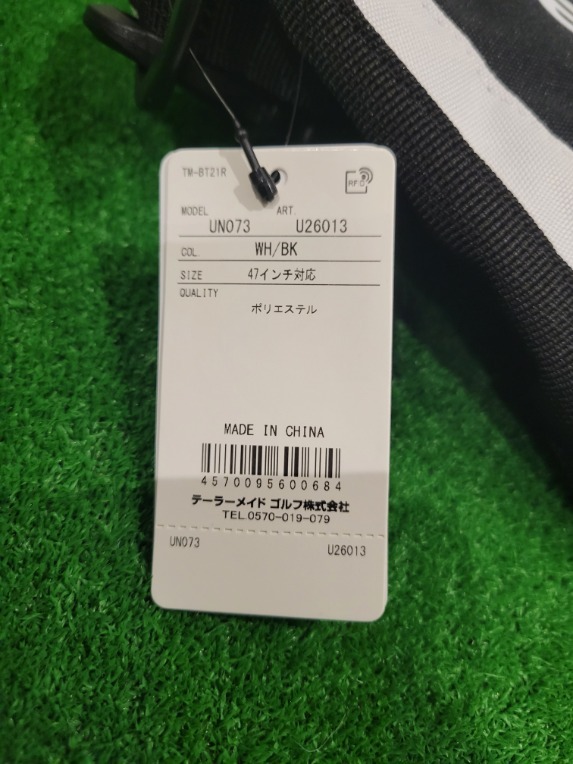 TM-BT21R
RFID
MODEL UN073 ART. U26013
COL. WH/BK
SIZE 47インチ対応
QUALITY
ポリエステル
MADE IN CHINA
4570095600684
テーラーメイド ゴルフ株式会社
TEL.0570-019-079
UN073 U26013